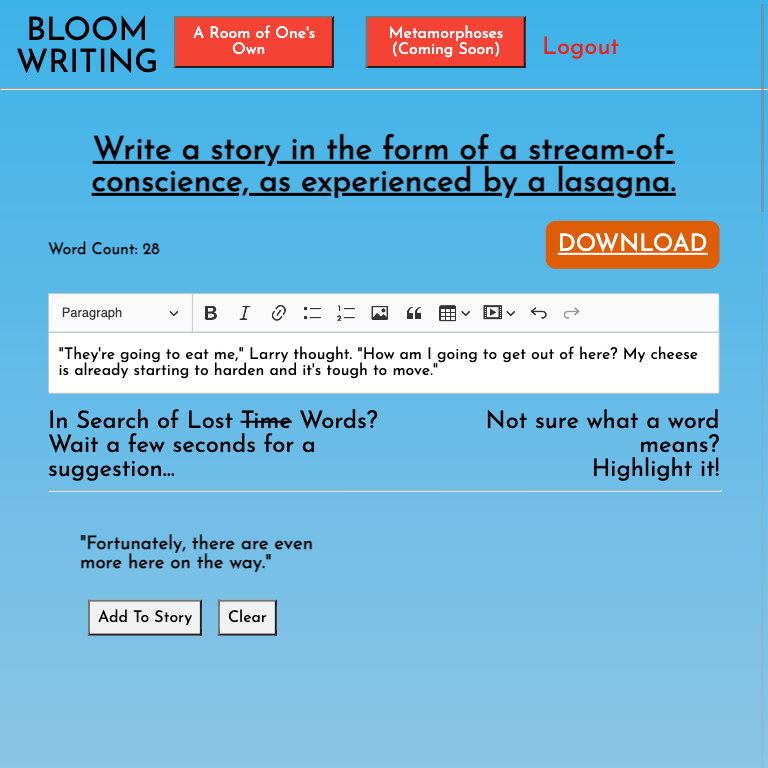 BLOOM
WRITING
A Room of One's
Own
Metamorphoses
(Coming Soon)
Logout
Write a story in the form of a stream-of-
conscience, as experienced by a lasagna.
Word Count: 28
DOWNLOAD
Paragraph
"They're going to eat me," Larry thought. "How am I going to get out of here? My cheese
is already starting to harden and it's tough to move."
In Search of Lost Time Words?
Wait a few seconds for a
suggestion...
Not sure what a word
means?
Highlight it!
"Fortunately, there are even
more here on the way."
Add To Story
Clear